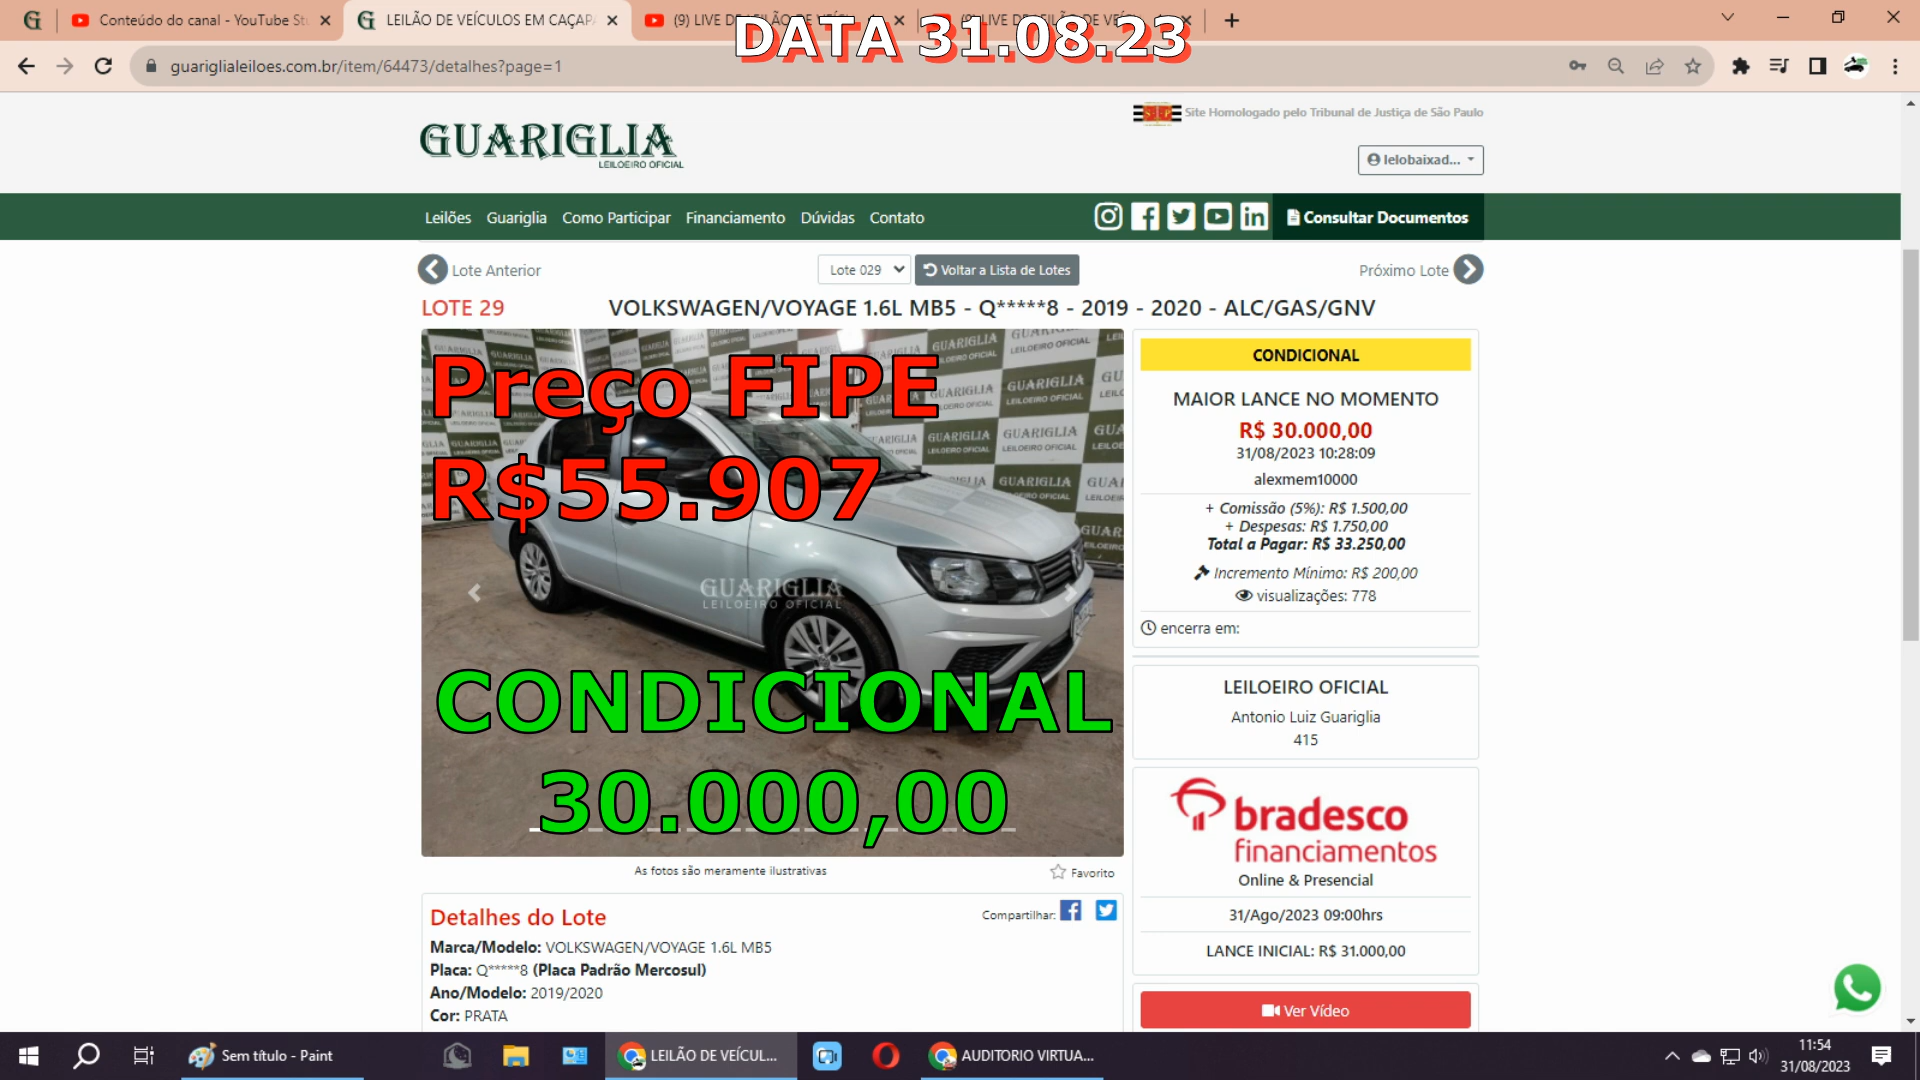 Conteúdo do canal - YouTube St
LEILÃO DE VEÍCULOS EM CAÇAPA
DATA 31.08.23
guariglialeiloes.com.br/item/64473/detalhes?page=1
Site Homologado pelo Tribunal de Justiça de São Paulo
GUARIGLIA
LEILOEIRO OFICIAL
lelobaixad...
Leilões
Guariglia
Como Participar
Financiamento
Dúvidas
Contato
Consultar Documentos
Lote Anterior
Lote 029
Voltar a Lista de Lotes
Próximo Lote
LOTE 29
VOLKSWAGEN/VOYAGE 1.6L MB5 - Q*****8 - 2019 - 2020 - ALC/GAS/GNV
Preço FIPE
R$55.907
GUARIGLIA
LEILOEIRO OFICIAL
CONDICIONAL
30.000,00
As fotos são meramente ilustrativas
Favorito
Detalhes do Lote
Compartilhar:
Marca/Modelo: VOLKSWAGEN/VOYAGE 1.6L MB5
Placa: Q*****8 (Placa Padrão Mercosul)
Ano/Modelo: 2019/2020
Cor: PRATA
CONDICIONAL
MAIOR LANCE NO MOMENTO
R$ 30.000,00
31/08/2023 10:28:09
alexmem10000
+ Comissão (5%): R$ 1.500,00
+ Despesas: R$ 1.750,00
Total a Pagar: R$ 33.250,00
Incremento Mínimo: R$ 200,00
visualizações: 778
encerra em:
LEILOEIRO OFICIAL
Antonio Luiz Guariglia
415
bradesco
financiamentos
Online & Presencial
31/Ago/2023 09:00hrs
LANCE INICIAL: R$ 31.000,00
Ver Vídeo
Sem título - Paint
LEILÃO DE VEÍCUL...
AUDITORIO VIRTUA...
11:54
31/08/2023